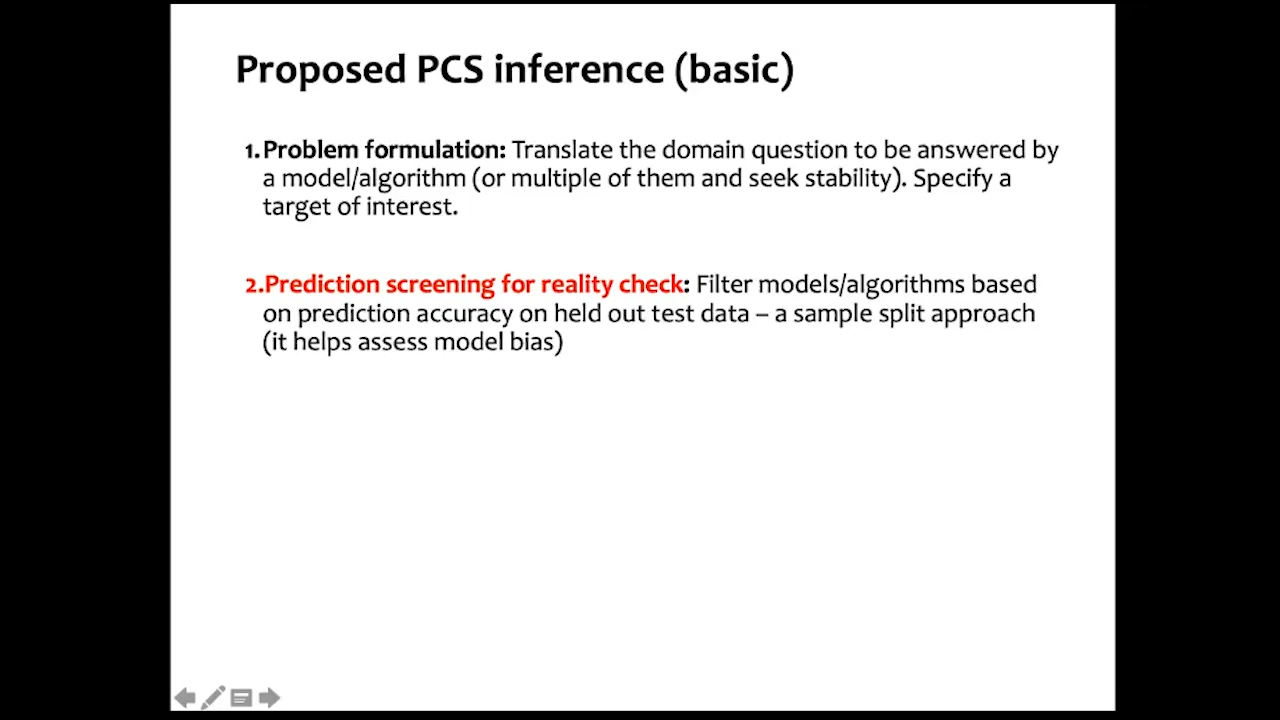 Proposed PCS inference (basic)
1. Problem formulation: Translate the domain question to be answered by
a model/algorithm (or multiple of them and seek stability). Specify a
target of interest.
2.Prediction screening for reality check: Filter models/algorithms based
on prediction accuracy on held out test data – a sample split approach
(it helps assess model bias)